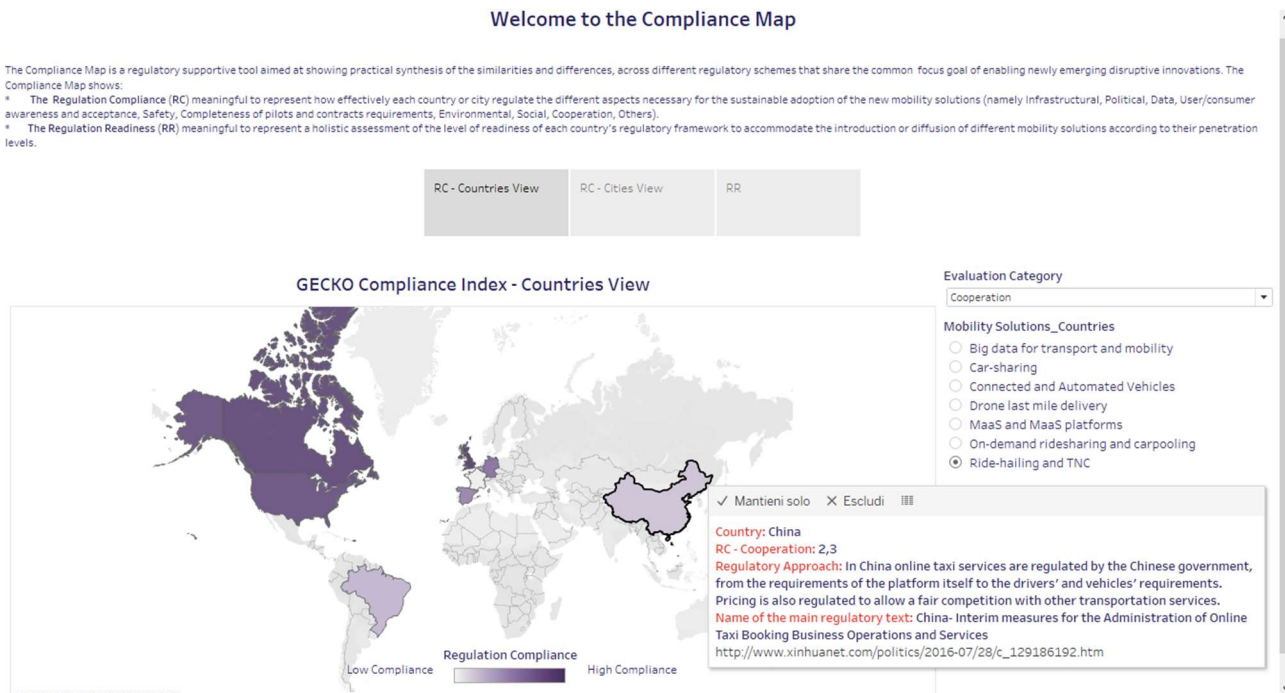 Welcome to the Compliance Map
The Compliance Map is a regulatory supportive tool aimed at showing practical synthesis of the similarities and differences, across different regulatory schemes that share the common focus goal of enabling newly emerging disruptive innovations. The
Compliance Map shows:
* The Regulation Compliance (RC) meaningful to represent how effectively each country or city regulate the different aspects necessary for the sustainable adoption of the new mobility solutions (namely Infrastructural, Political, Data, User/consumer
awareness and acceptance, Safety, Completeness of pilots and contracts requirements, Environmental, Social, Cooperation, Others).
* The Regulation Readiness (RR) meaningful to represent a holistic assessment of the level of readiness of each country's regulatory framework to accommodate the introduction or diffusion of different mobility solutions according to their penetration
levels.
RC - Countries View
RC - Cities View
RR
GECKO Compliance Index - Countries View
Evaluation Category
Cooperation
Mobility Solutions_Countries
Big data for transport and mobility
Car-sharing
Connected and Automated Vehicles
Drone last mile delivery
MaaS and MaaS platforms
On-demand ridesharing and carpooling
Ride-hailing and TNC
Mantieni solo
Escludi
Country: China
RC - Cooperation: 2,3
Regulatory Approach: In China online taxi services are regulated by the Chinese government,
from the requirements of the platform itself to the drivers' and vehicles' requirements.
Pricing is also regulated to allow a fair competition with other transportation services.
Name of the main regulatory text: China- Interim measures for the Administration of Online
Taxi Booking Business Operations and Services
http://www.xinhuanet.com/politics/2016-07/28/c_129186192.htm
Regulation Compliance
Low Compliance
High Compliance